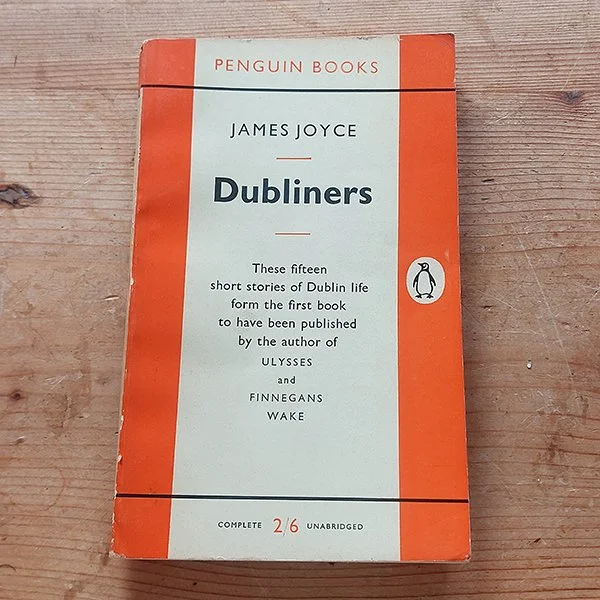 PENGUIN BOOKS
JAMES JOYCE
Dubliners
These fifteen
short stories of Dublin life
form the first book
to have been published
by the author of
ULYSSES
and
FINNEGANS
WAKE
COMPLETE 2/6 UNABRIDGED